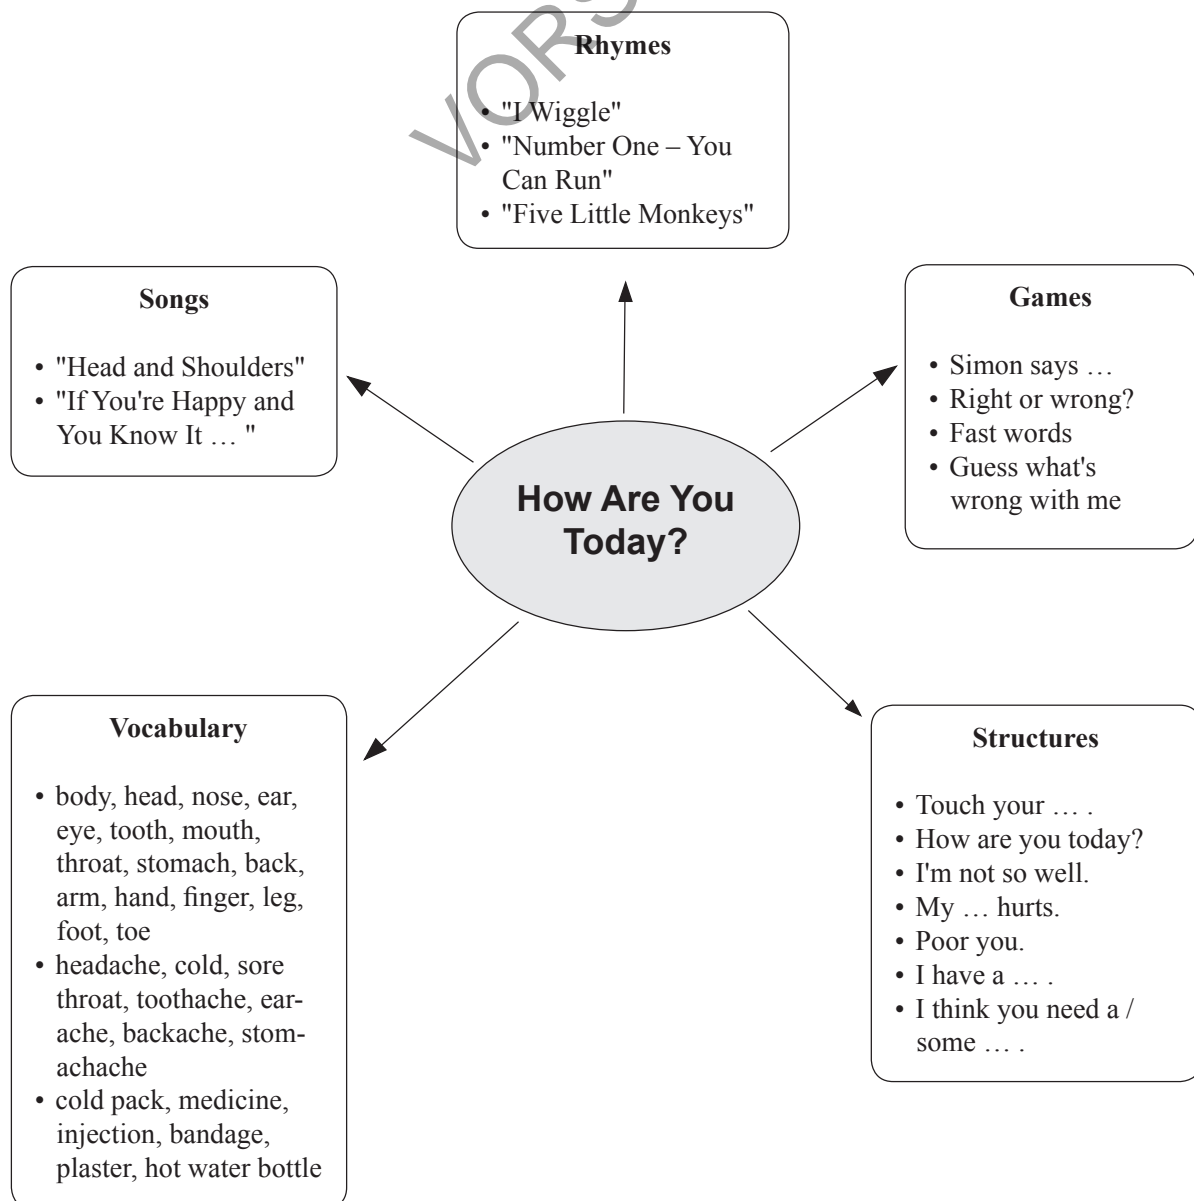 VORS
Rhymes
• "I Wiggle"
• "Number One – You
Can Run"
• "Five Little Monkeys"
Songs
• "Head and Shoulders"
• "If You're Happy and
You Know It … "
Games
• Simon says …
• Right or wrong?
• Fast words
• Guess what's
wrong with me
How Are You
Today?
Vocabulary
• body, head, nose, ear,
eye, tooth, mouth,
throat, stomach, back,
arm, hand, finger, leg,
foot, toe
• headache, cold, sore
throat, toothache, ear-
ache, backache, stom-
achache
• cold pack, medicine,
injection, bandage,
plaster, hot water bottle
Structures
• Touch your … .
• How are you today?
• I'm not so well.
• My … hurts.
• Poor you.
• I have a … .
• I think you need a /
some … .